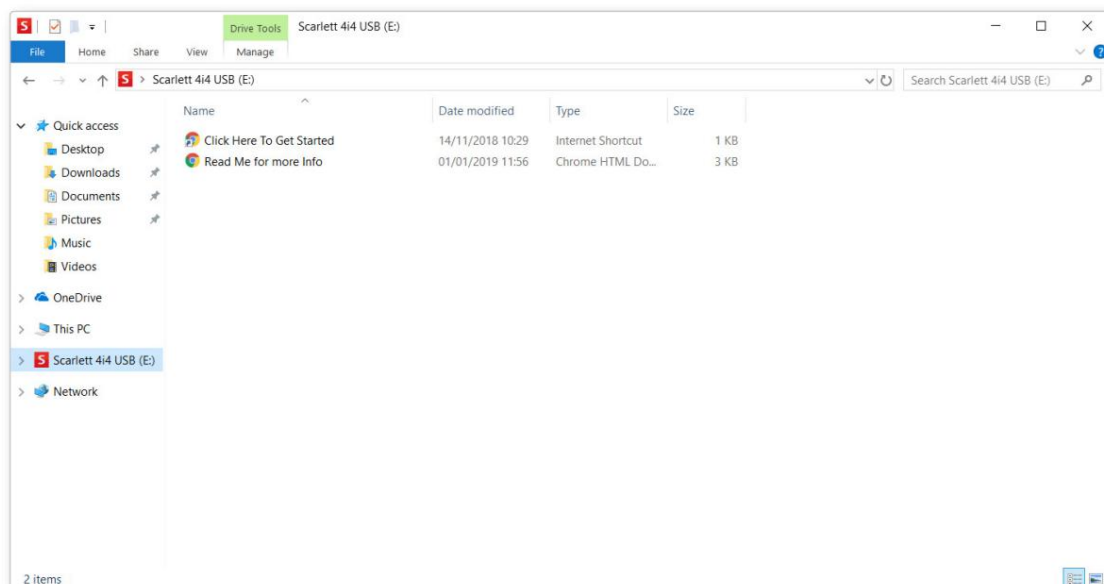 S Drive Tools Scarlett 4i4 USB (E:)
File Home Share View Manage ?
S > Scarlett 4i4 USB (E:) Search Scarlett 4i4 USB (E:)
Name Date modified Type Size
Quick access
Desktop
Downloads
Documents
Pictures
Music
Videos
OneDrive
This PC
S Scarlett 4i4 USB (E:)
Network
Click Here To Get Started 14/11/2018 10:29 Internet Shortcut 1 KB
Read Me for more Info 01/01/2019 11:56 Chrome HTML Do... 3 KB
2 items